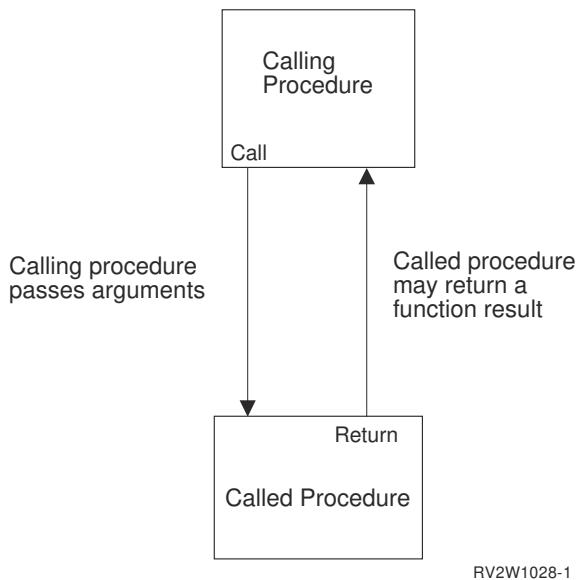 Calling
Procedure
Call
Calling procedure
passes arguments
Called procedure
may return a
function result
Return
Called Procedure
RV2W1028-1